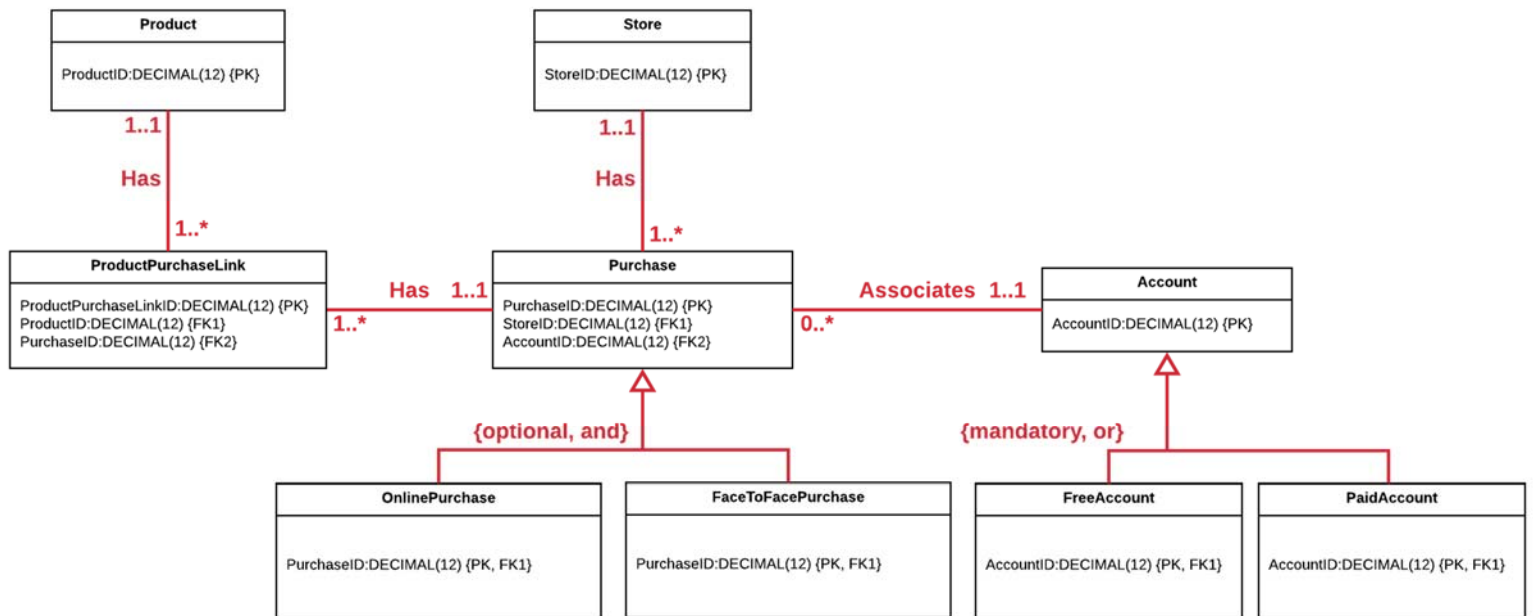 Product
ProductID:DECIMAL(12) {PK}
Store
StoreID:DECIMAL(12) {PK}
1..1
Has
1..*
1..1
Has
1..*
ProductPurchaseLink
ProductPurchaseLinkID:DECIMAL(12) {PK}
ProductID:DECIMAL(12) {FK1}
PurchaseID:DECIMAL(12) {FK2}
Has 1..1
1..*
Purchase
PurchaseID:DECIMAL(12) {PK}
StoreID:DECIMAL(12) {FK1}
AccountID:DECIMAL(12) {FK2}
Associates 1..1
0..*
Account
AccountID:DECIMAL(12) {PK}
{optional, and}
{mandatory, or}
OnlinePurchase
PurchaseID:DECIMAL(12) {PK, FK1}
FaceToFacePurchase
PurchaseID:DECIMAL(12) {PK, FK1}
FreeAccount
AccountID:DECIMAL(12) {PK, FK1}
PaidAccount
AccountID:DECIMAL(12) {PK, FK1}